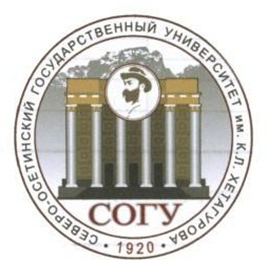 СЕВЕРО-ОСЕТИНСКИЙ ГОСУДАРСТВЕННЫЙ УНИВЕРСИТЕТ им. К.Л. ХЕТАГУРОВА
СОГУ
• 1920 •